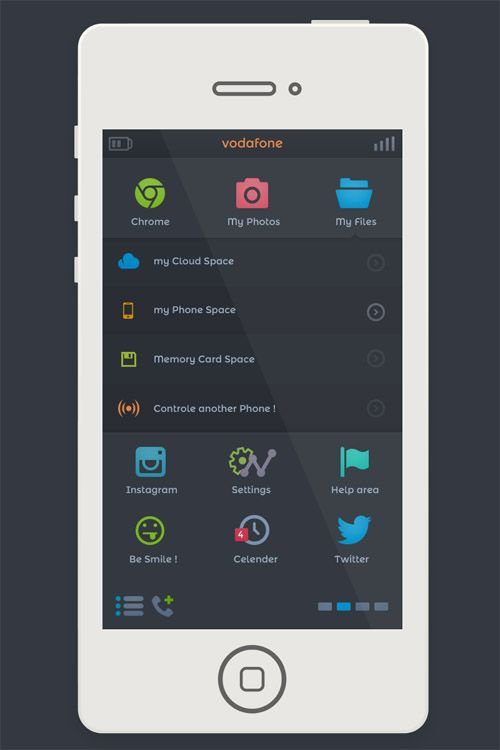 vodafone
Chrome My Photos My Files
my Cloud Space
my Phone Space
Memory Card Space
Controle another Phone !
Instagram Settings Help area
4
Be Smile ! Celender Twitter